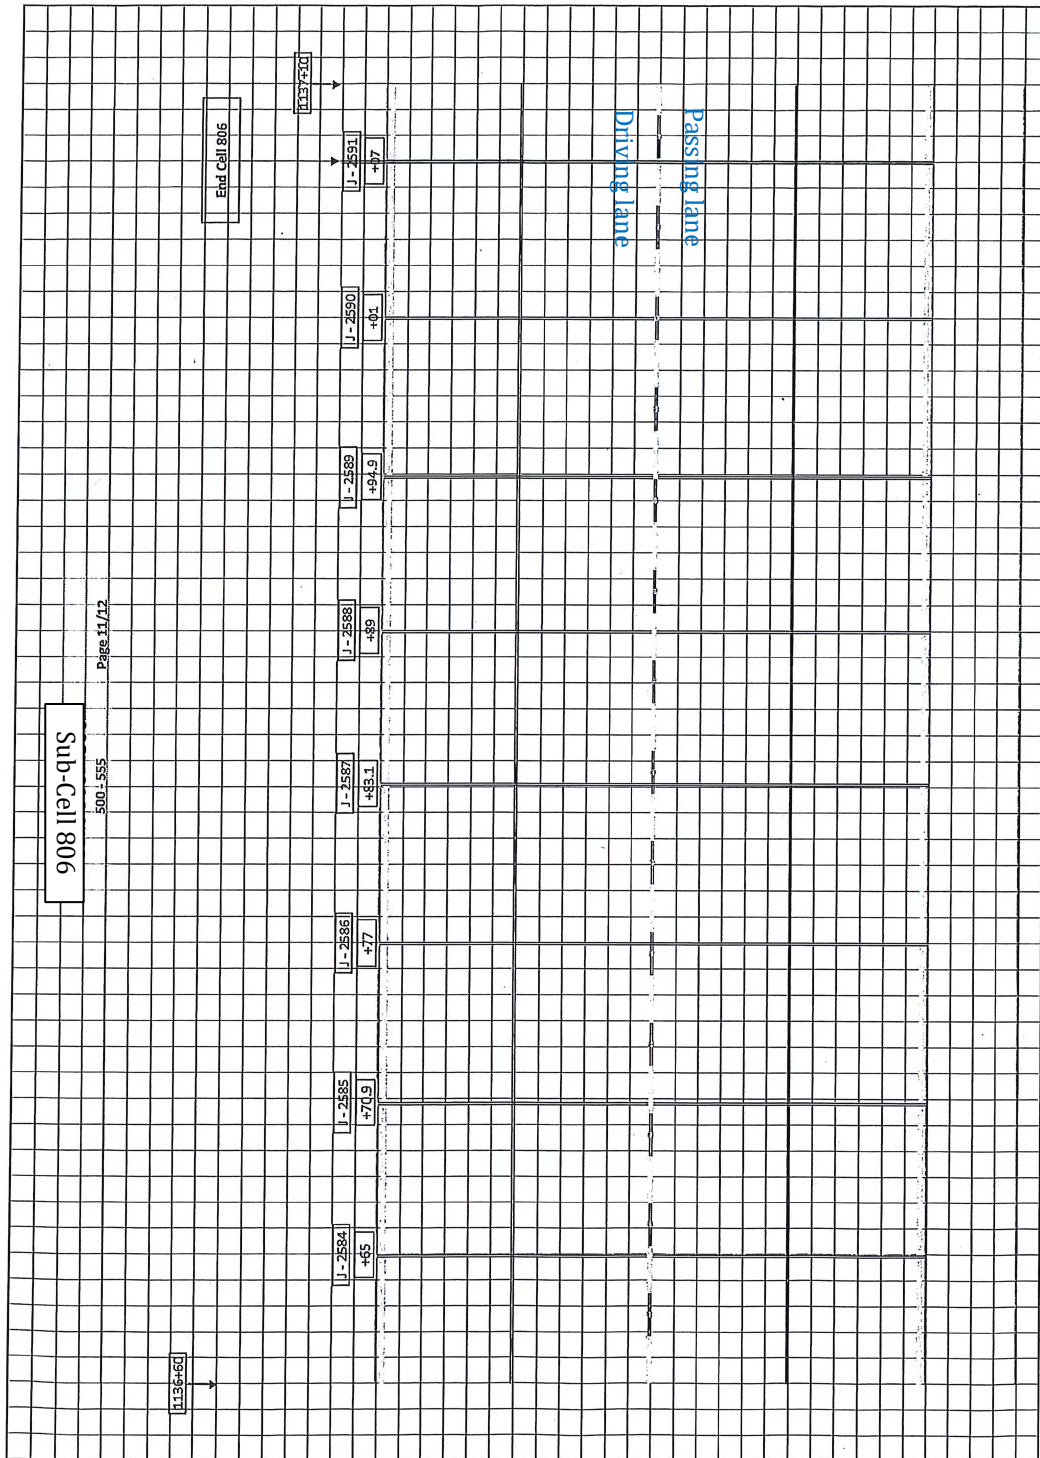 1137+10
End Cell 806
J - 2591
+07
Passing lane
Driving lane
J - 2590
+01
J - 2589
+94.9
J - 2588
+89
J - 2587
+83.1
J - 2586
+77
J - 2585
+70.9
J - 2584
+65
1136+60
Page 11/12
500 - 555
Sub-Cell 806